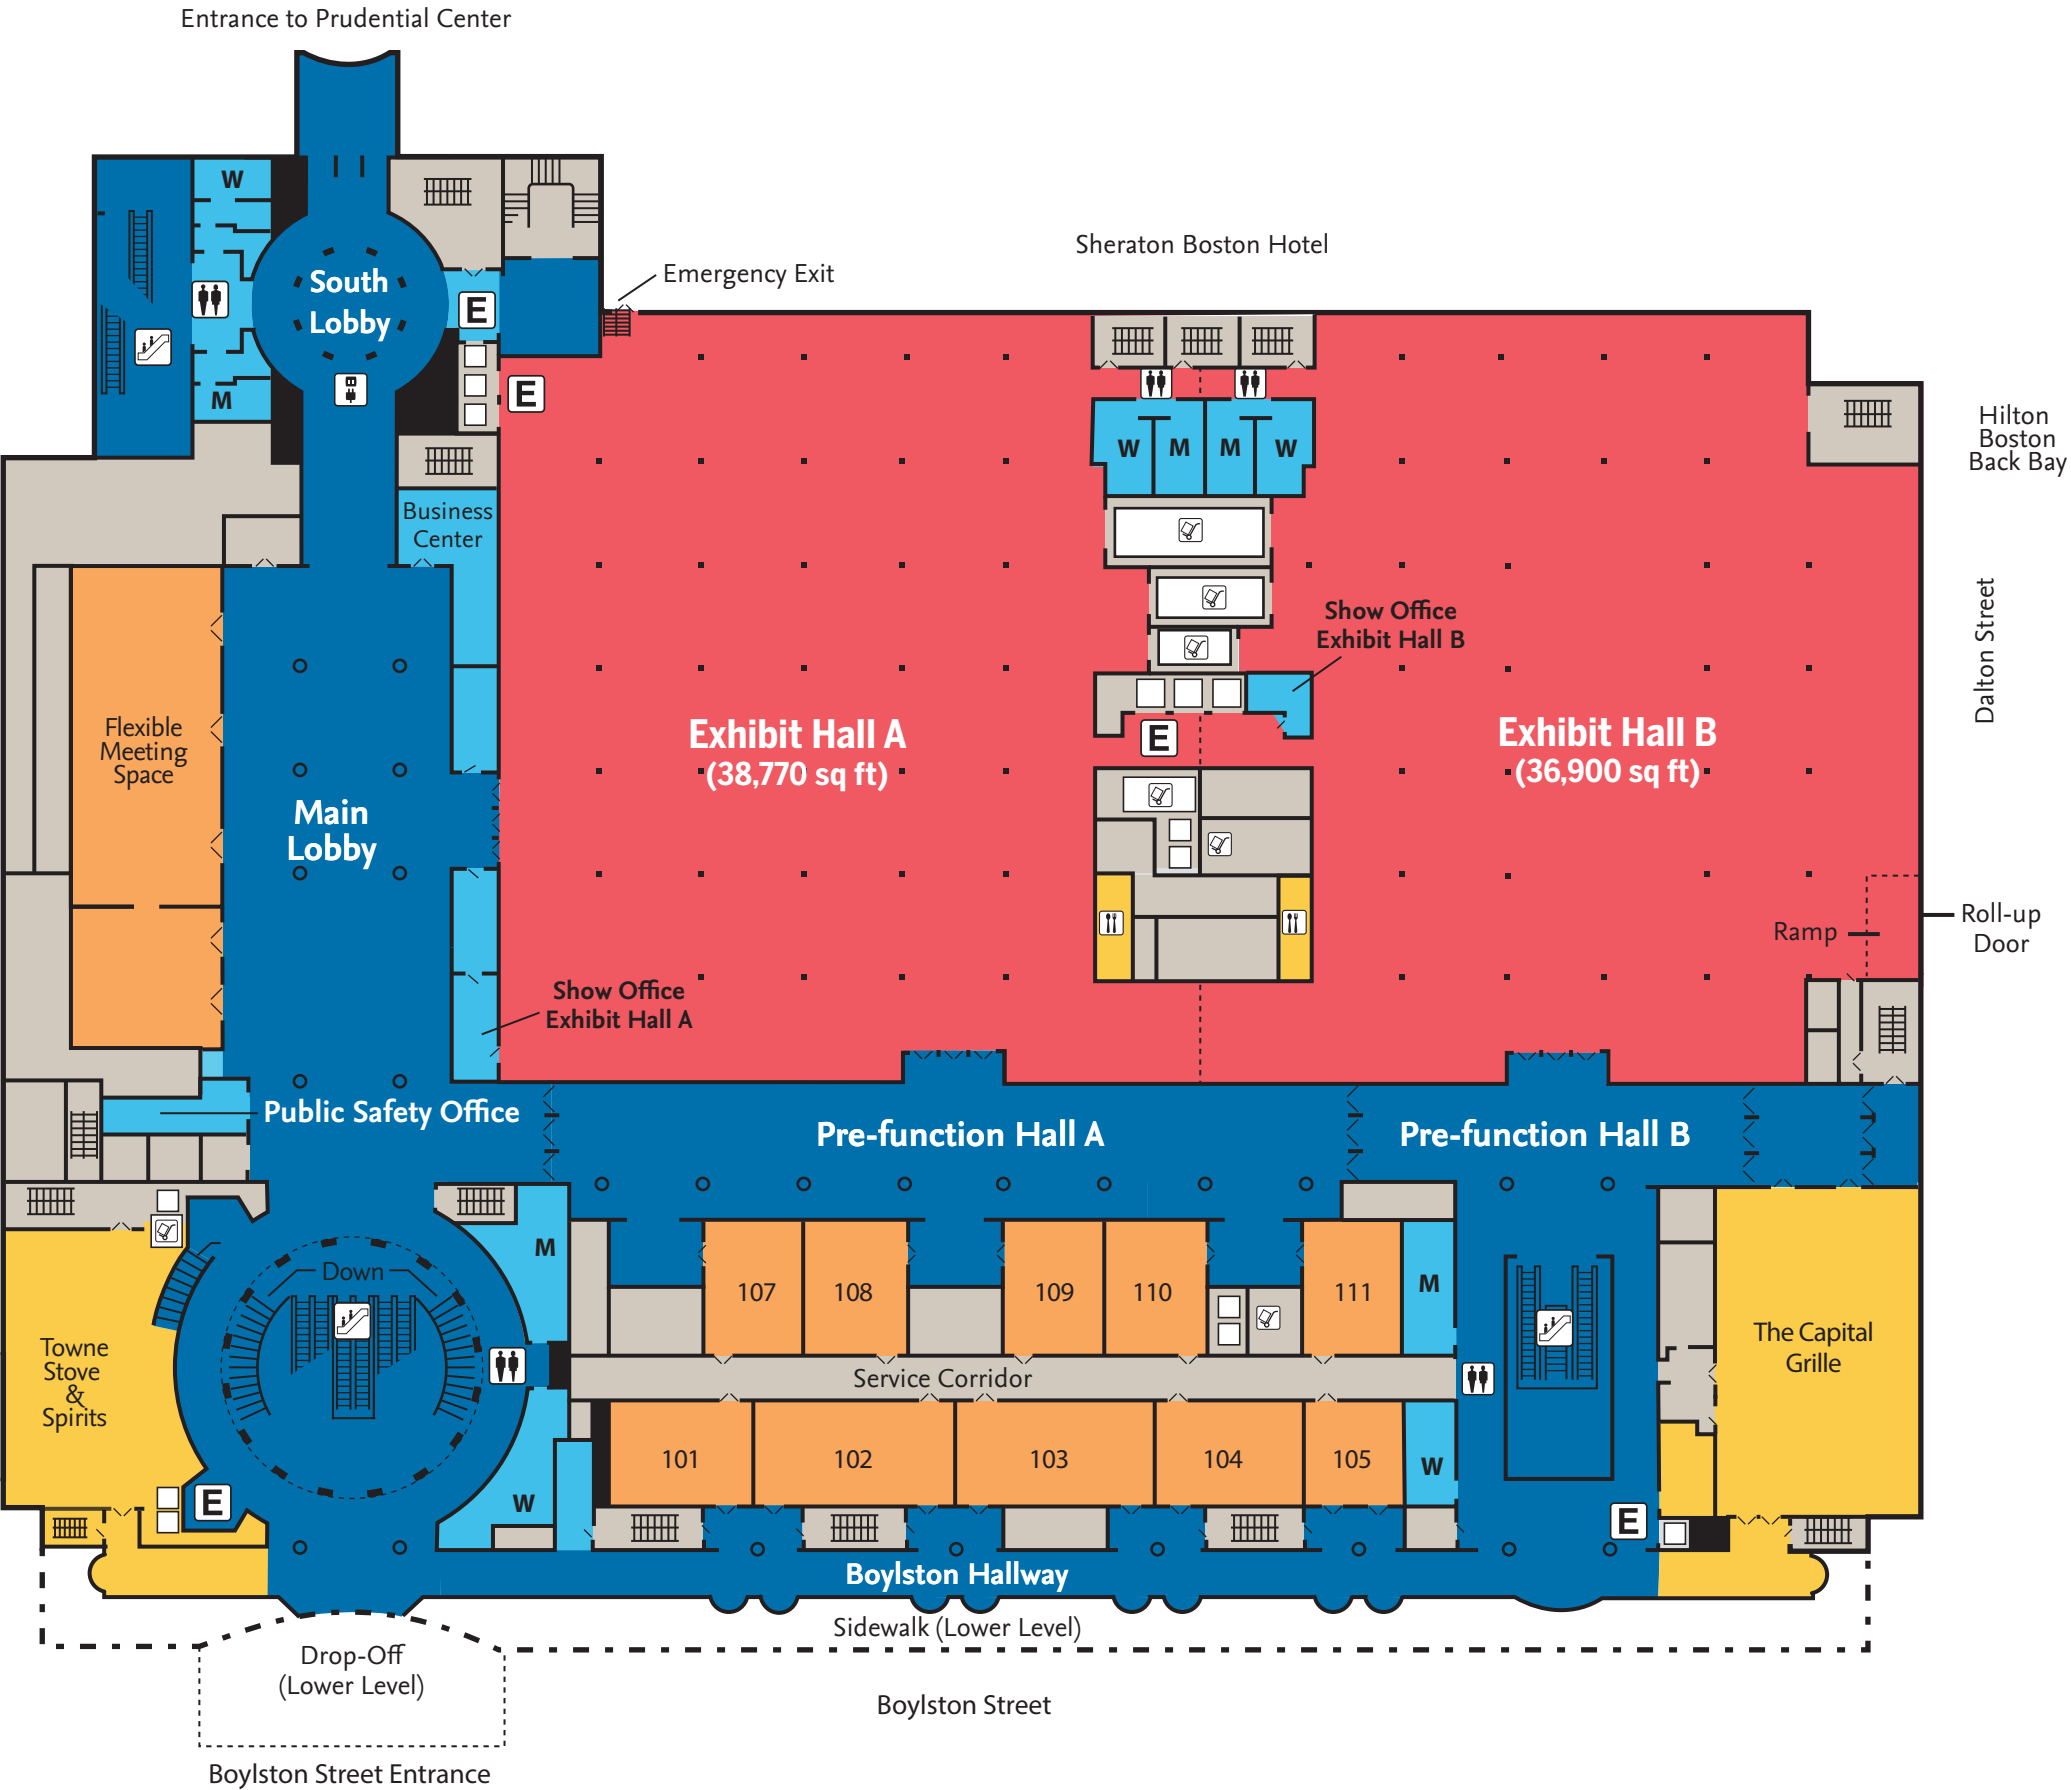 Entrance to Prudential Center
W
South
Lobby
E
Emergency Exit
Sheraton Boston Hotel
M
E
Hilton
Boston
Back Bay
W
M
M
W
Business
Center
Show Office
Exhibit Hall B
Dalton Street
Flexible
Meeting
Space
Exhibit Hall A
(38,770 sq ft)
E
Exhibit Hall B
(36,900 sq ft)
Main
Lobby
Ramp
Roll-up
Door
Show Office
Exhibit Hall A
Public Safety Office
Pre-function Hall A
Pre-function Hall B
M
Down
107
108
109
110
111
M
Towne
Stove
&
Spirits
The Capital
Grille
Service Corridor
101
102
103
104
105
W
E
W
E
Boylston Hallway
Sidewalk (Lower Level)
Drop-Off
(Lower Level)
Boylston Street
Boylston Street Entrance